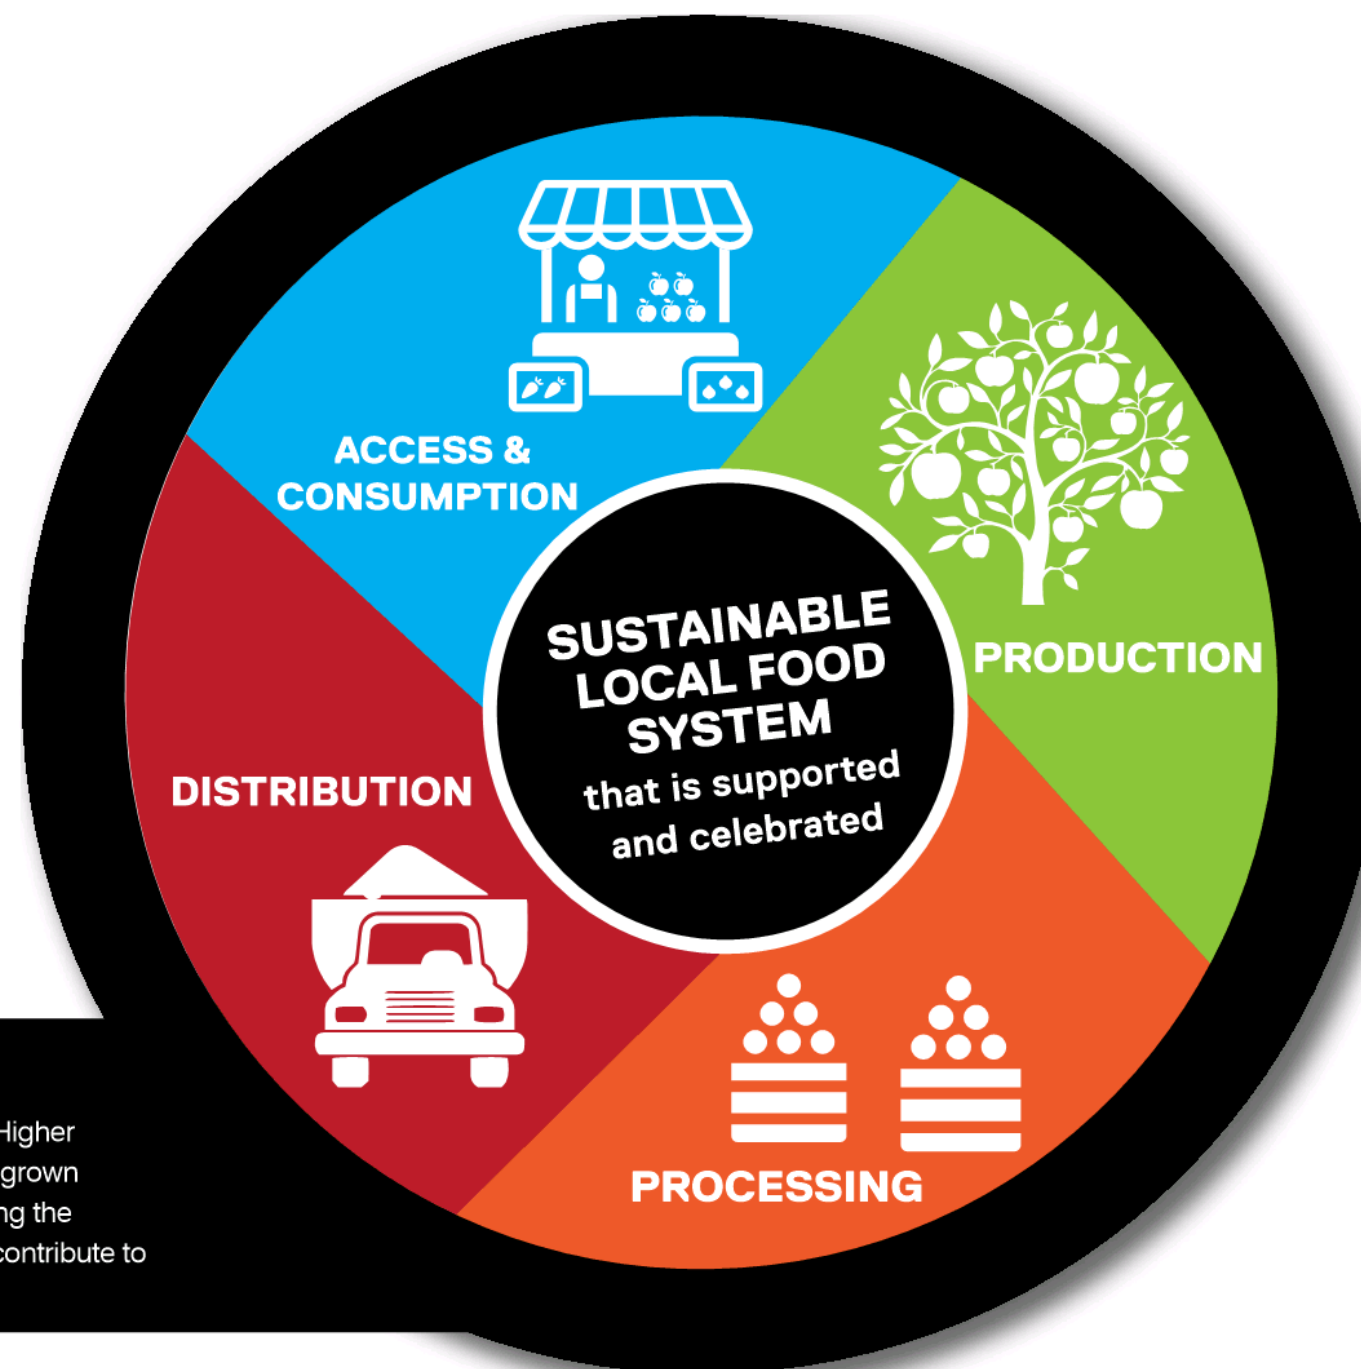 ACCESS &
CONSUMPTION
PRODUCTION
SUSTAINABLE
LOCAL FOOD
SYSTEM
that is supported
and celebrated
DISTRIBUTION
PROCESSING
Higher
grown
the
contribute to